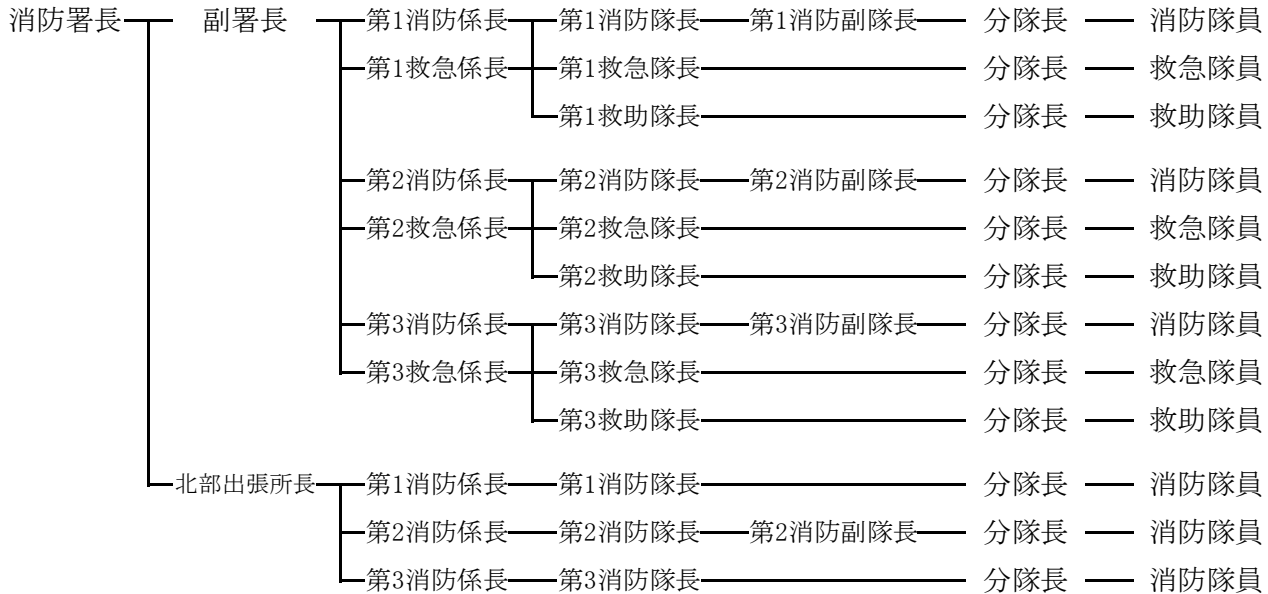 消防署長 副署長 第1消防係長 第1消防隊長 第1消防副隊長 分隊長 消防隊員
第1救急係長 第1救急隊長 分隊長 救急隊員
第1救助隊長 分隊長 救助隊員
第2消防係長 第2消防隊長 第2消防副隊長 分隊長 消防隊員
第2救急係長 第2救急隊長 分隊長 救急隊員
第2救助隊長 分隊長 救助隊員
第3消防係長 第3消防隊長 第3消防副隊長 分隊長 消防隊員
第3救急係長 第3救急隊長 分隊長 救急隊員
第3救助隊長 分隊長 救助隊員
北部出張所長 第1消防係長 第1消防隊長 分隊長 消防隊員
第2消防係長 第2消防隊長 第2消防副隊長 分隊長 消防隊員
第3消防係長 第3消防隊長 分隊長 消防隊員